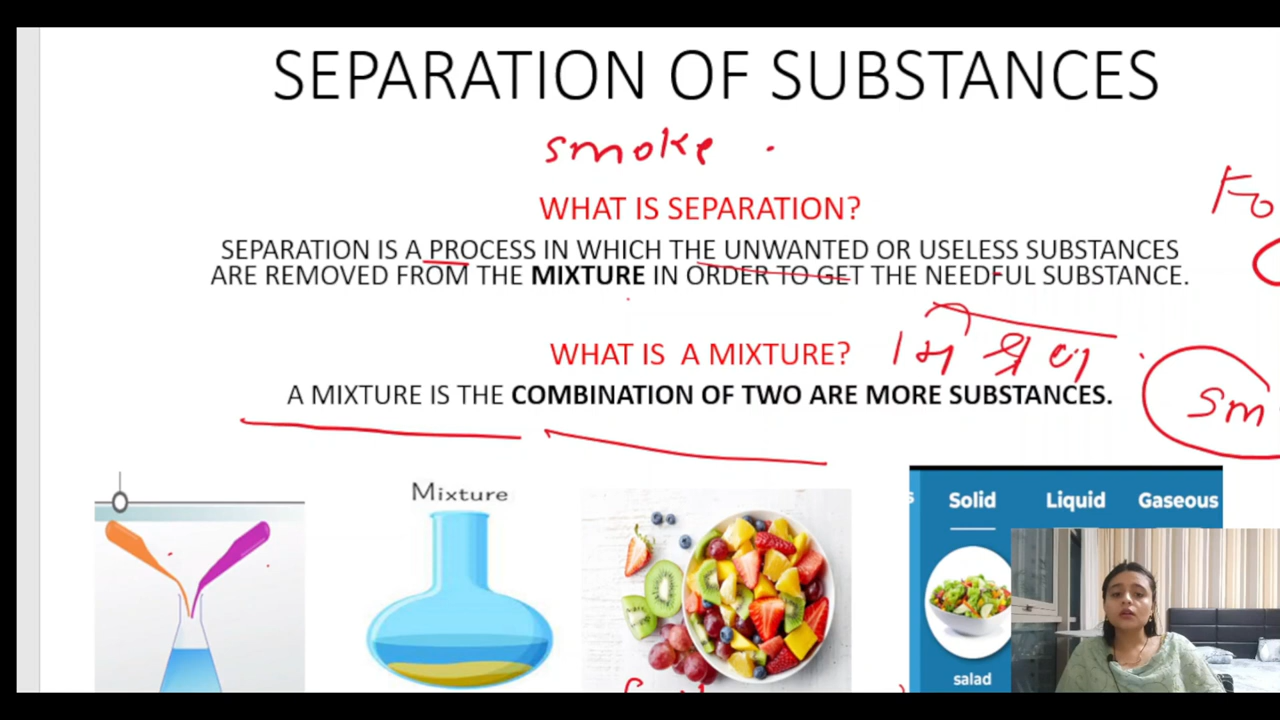 SEPARATION OF SUBSTANCES
smoke
WHAT IS SEPARATION?
Fo
SEPARATION IS A PROCESS IN WHICH THE UNWANTED OR USELESS SUBSTANCES
ARE REMOVED FROM THE MIXTURE IN ORDER TO GET THE NEEDFUL SUBSTANCE.
WHAT IS A MIXTURE? मिश्रण
A MIXTURE IS THE COMBINATION OF TWO ARE MORE SUBSTANCES.
sm
Mixture
s Solid Liquid Gaseous
salad